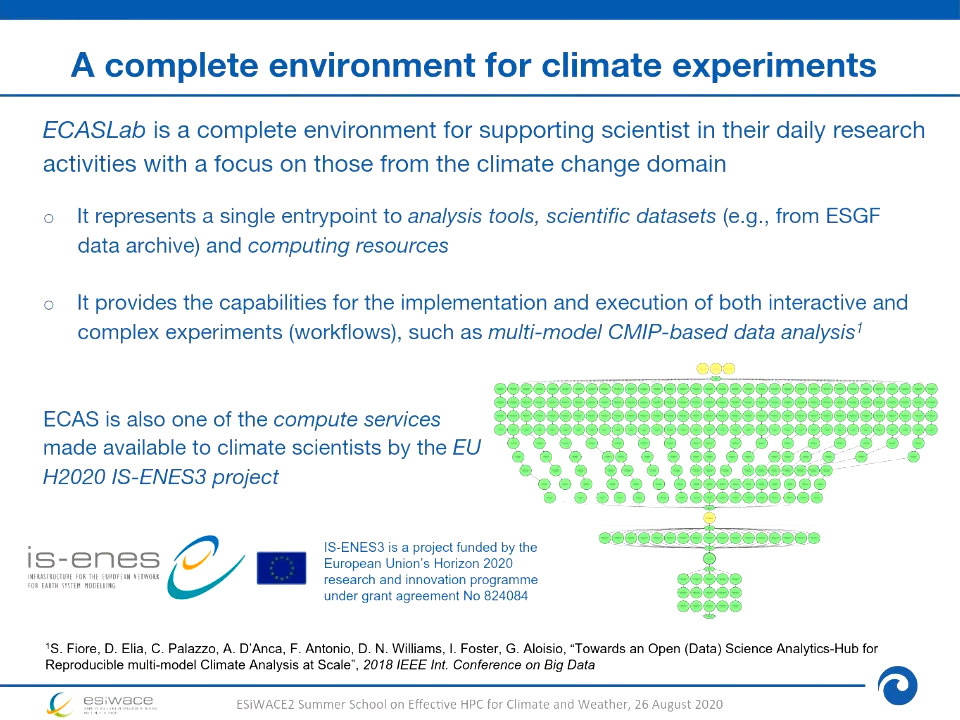 A complete environment for climate experiments
ECASLab is a complete environment for supporting scientist in their daily research
activities with a focus on those from the climate change domain
o It represents a single entrypoint to analysis tools, scientific datasets (e.g., from ESGF
data archive) and computing resources
o It provides the capabilities for the implementation and execution of both interactive and
complex experiments (workflows), such as multi-model CMIP-based data analysis1
ECAS is also one of the compute services
made available to climate scientists by the EU
H2020 IS-ENES3 project
is-enes
INFRASTRUCTURE FOR THE EUROPEAN NETWORK
FOR EARTH SYSTEM MODELLING
IS-ENES3 is a project funded by the
European Union's Horizon 2020
research and innovation programme
under grant agreement No 824084
1S. Fiore, D. Elia, C. Palazzo, A. D'Anca, F. Antonio, D. N. Williams, I. Foster, G. Aloisio, "Towards an Open (Data) Science Analytics-Hub for
Reproducible multi-model Climate Analysis at Scale", 2018 IEEE Int. Conference on Big Data
esiwace
ESiWACE2 Summer School on Effective HPC for Climate and Weather, 26 August 2020